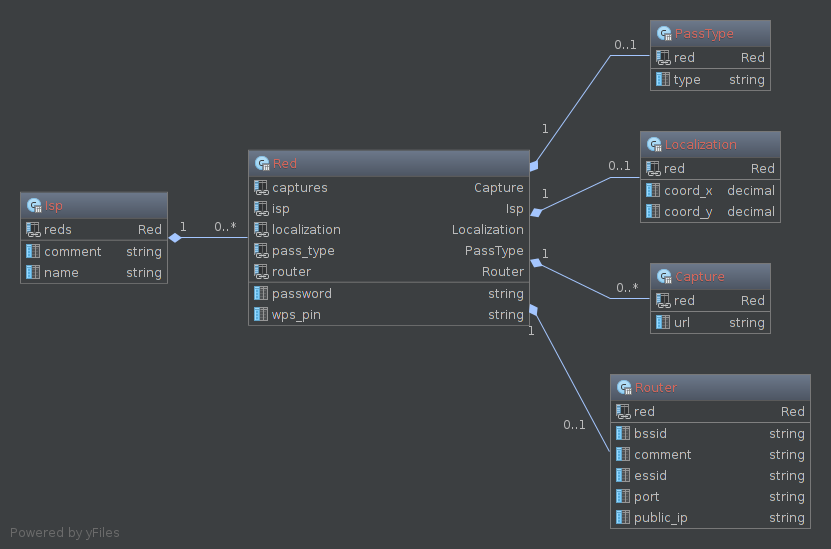 PassType
red Red
type string
0..1
1
Localization
red Red
coord_x decimal
coord_y decimal
0..1
1
Red
captures Capture
isp Isp
localization Localization
pass_type PassType
router Router
password string
wps_pin string
Isp
reds Red
comment string
name string
1 0..*
1
0..*
Capture
red Red
url string
1
0..1
Router
red Red
bssid string
comment string
essid string
port string
public_ip string
Powered by yFiles